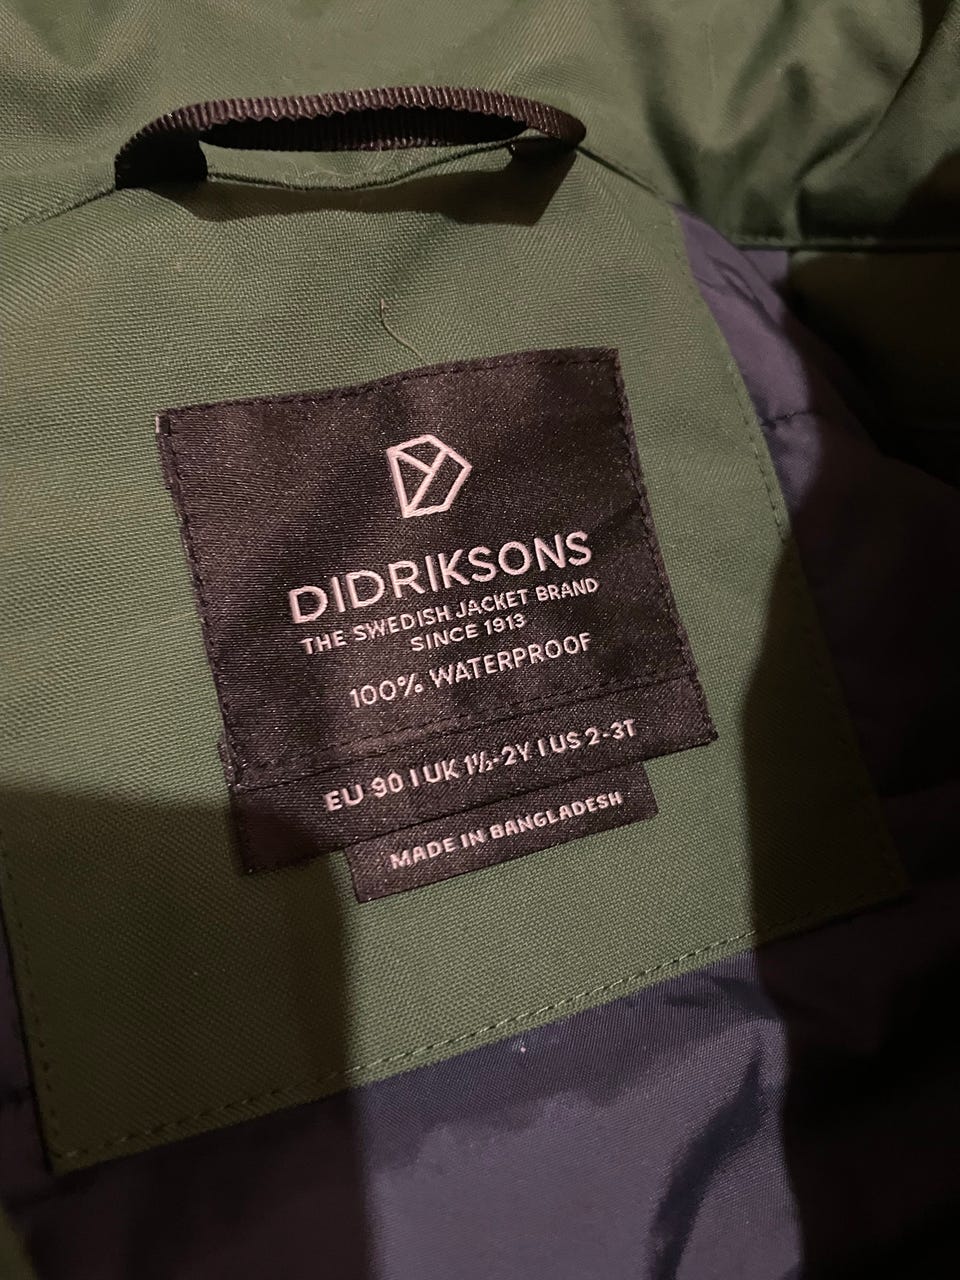 DIDRIKSONS
THE SWEDISH JACKET BRAND
SINCE 1913
100% WATERPROOF
EU 90 | UK 1½-2Y | US 2-3T
MADE IN BANGLADESH